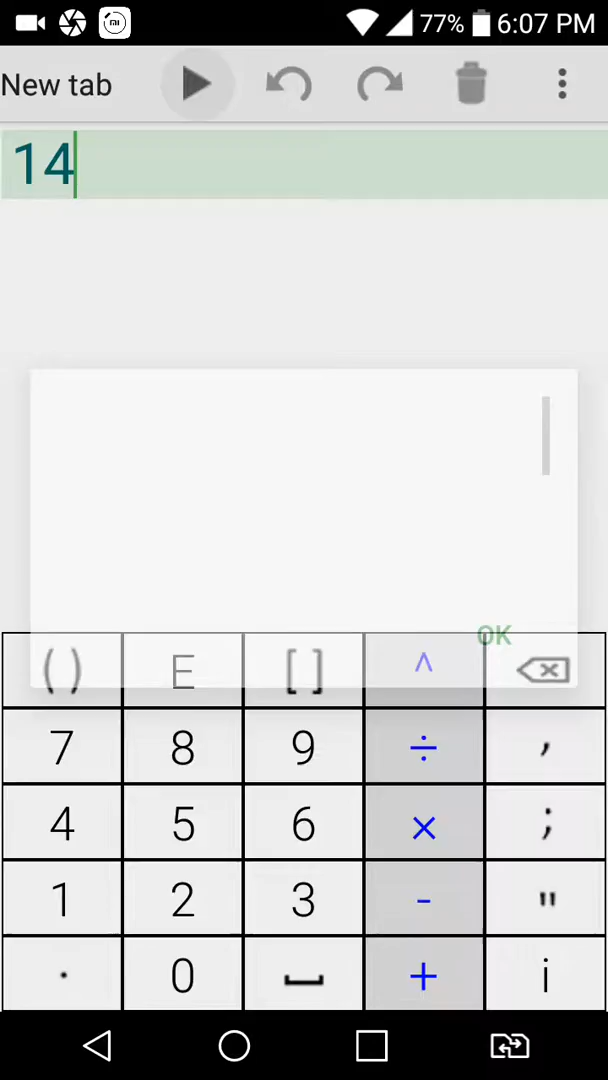 77% 6:07 PM
New tab
14
OK
( ) E [ ] ^
7 8 9 ÷ ,
4 5 6 × ;
1 2 3 - "
. 0 + i